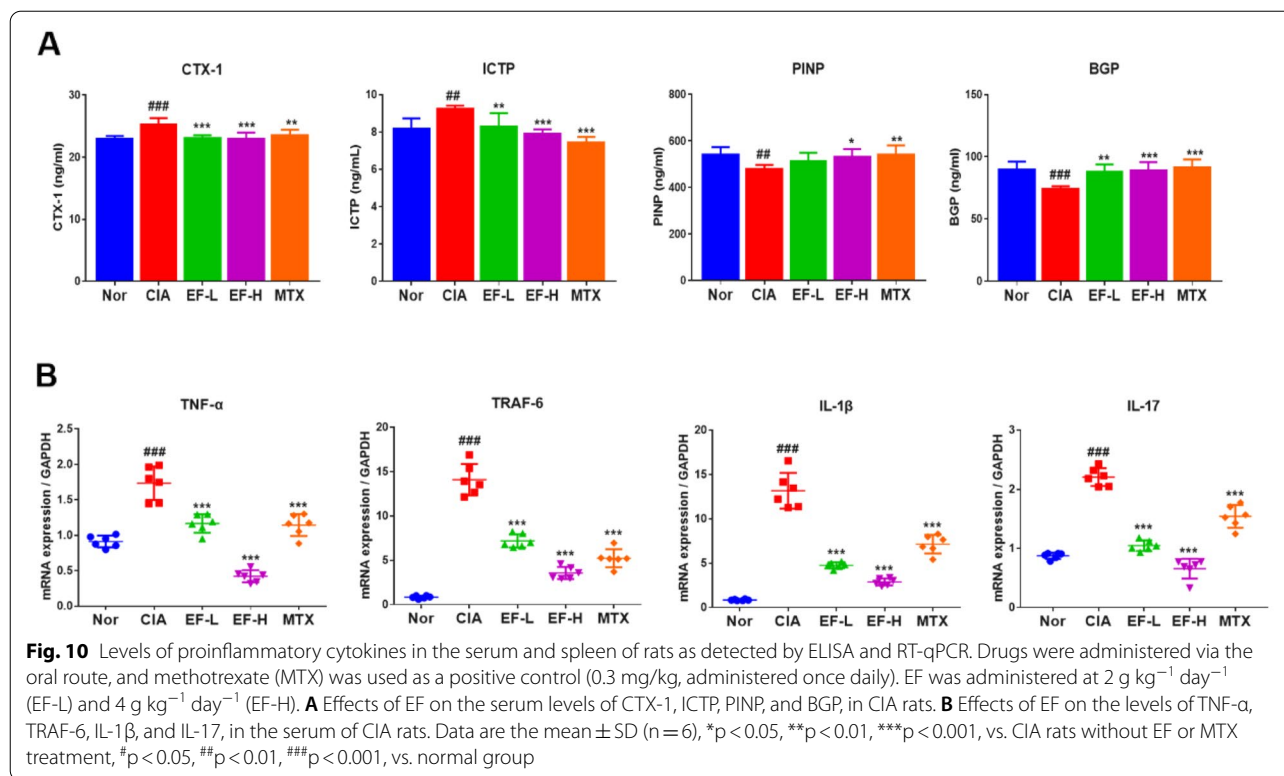 A
CTX-1
ICTP
PINP
BGP
CTX-1 (ng/ml)
30
20
10
0
###
***
***
**
Nor CIA EF-L EF-H MTX
ICTP (ng/mL)
10
8
6
4
2
0
##
**
***
***
Nor CIA EF-L EF-H MTX
PINP (ng/ml)
800
600
400
200
0
##
*
**
Nor CIA EF-L EF-H MTX
BGP (ng/ml)
150
100
50
0
###
**
***
***
Nor CIA EF-L EF-H MTX
B
TNF-α
TRAF-6
IL-1β
IL-17
mRNA expression / GAPDH
2.5
2.0
1.5
1.0
0.5
0.0
###
***
***
***
Nor CIA EF-L EF-H MTX
mRNA expression / GAPDH
20
15
10
5
0
###
***
***
***
Nor CIA EF-L EF-H MTX
mRNA expression / GAPDH
20
15
10
5
0
###
***
***
***
Nor CIA EF-L EF-H MTX
mRNA expression / GAPDH
3
2
1
0
###
***
***
***
Nor CIA EF-L EF-H MTX
Fig. 10 Levels of proinflammatory cytokines in the serum and spleen of rats as detected by ELISA and RT-qPCR. Drugs were administered via the
oral route, and methotrexate (MTX) was used as a positive control (0.3 mg/kg, administered once daily). EF was administered at 2 g kg⁻¹ day⁻¹
(EF-L) and 4 g kg⁻¹ day⁻¹ (EF-H). A Effects of EF on the serum levels of CTX-1, ICTP, PINP, and BGP, in CIA rats. B Effects of EF on the levels of TNF-α,
TRAF-6, IL-1β, and IL-17, in the serum of CIA rats. Data are the mean ± SD (n = 6), *p < 0.05, **p < 0.01, ***p < 0.001, vs. CIA rats without EF or MTX
treatment, #p < 0.05, ##p < 0.01, ###p < 0.001, vs. normal group